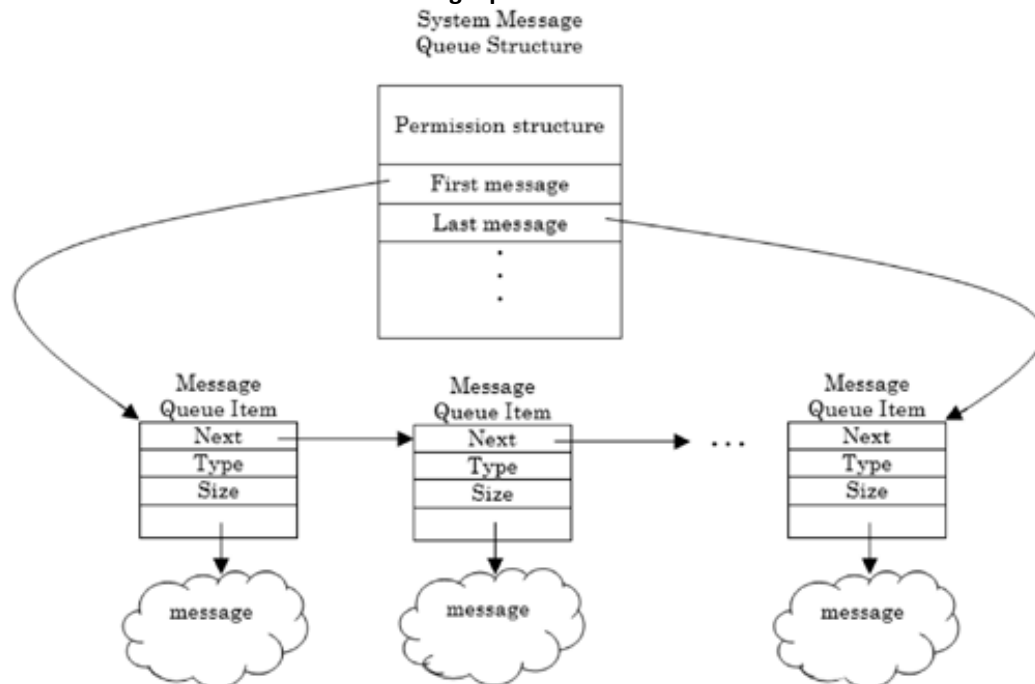 System Message
Queue Structure
Permission structure
First message
Last message
Message
Queue Item
Next
Type
Size
message
Message
Queue Item
Next
Type
Size
message
...
Message
Queue Item
Next
Type
Size
message